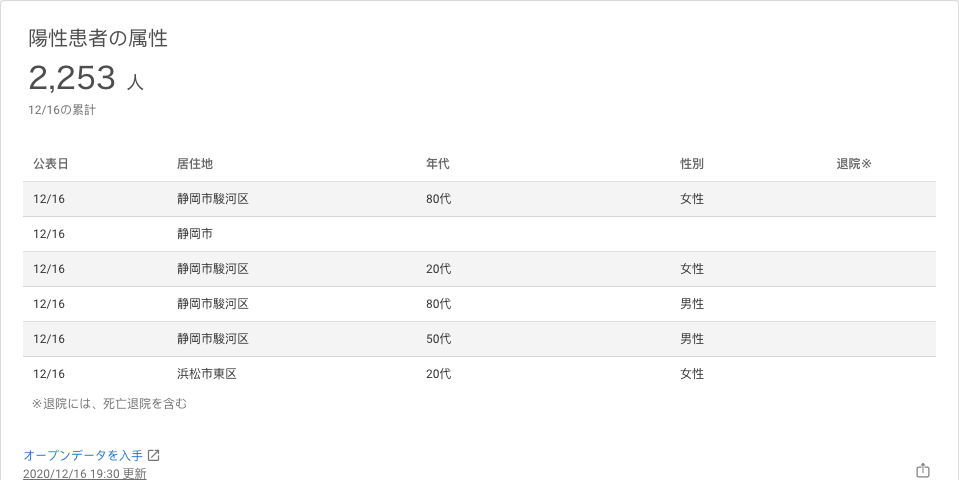 陽性患者の属性
2,253 人
12/16の累計
公表日 居住地 年代 性別 退院※
12/16 静岡市駿河区 80代 女性
12/16 静岡市
12/16 静岡市駿河区 20代 女性
12/16 静岡市駿河区 80代 男性
12/16 静岡市駿河区 50代 男性
12/16 浜松市東区 20代 女性
※退院には、死亡退院を含む
オープンデータを入手
2020/12/16 19:30 更新